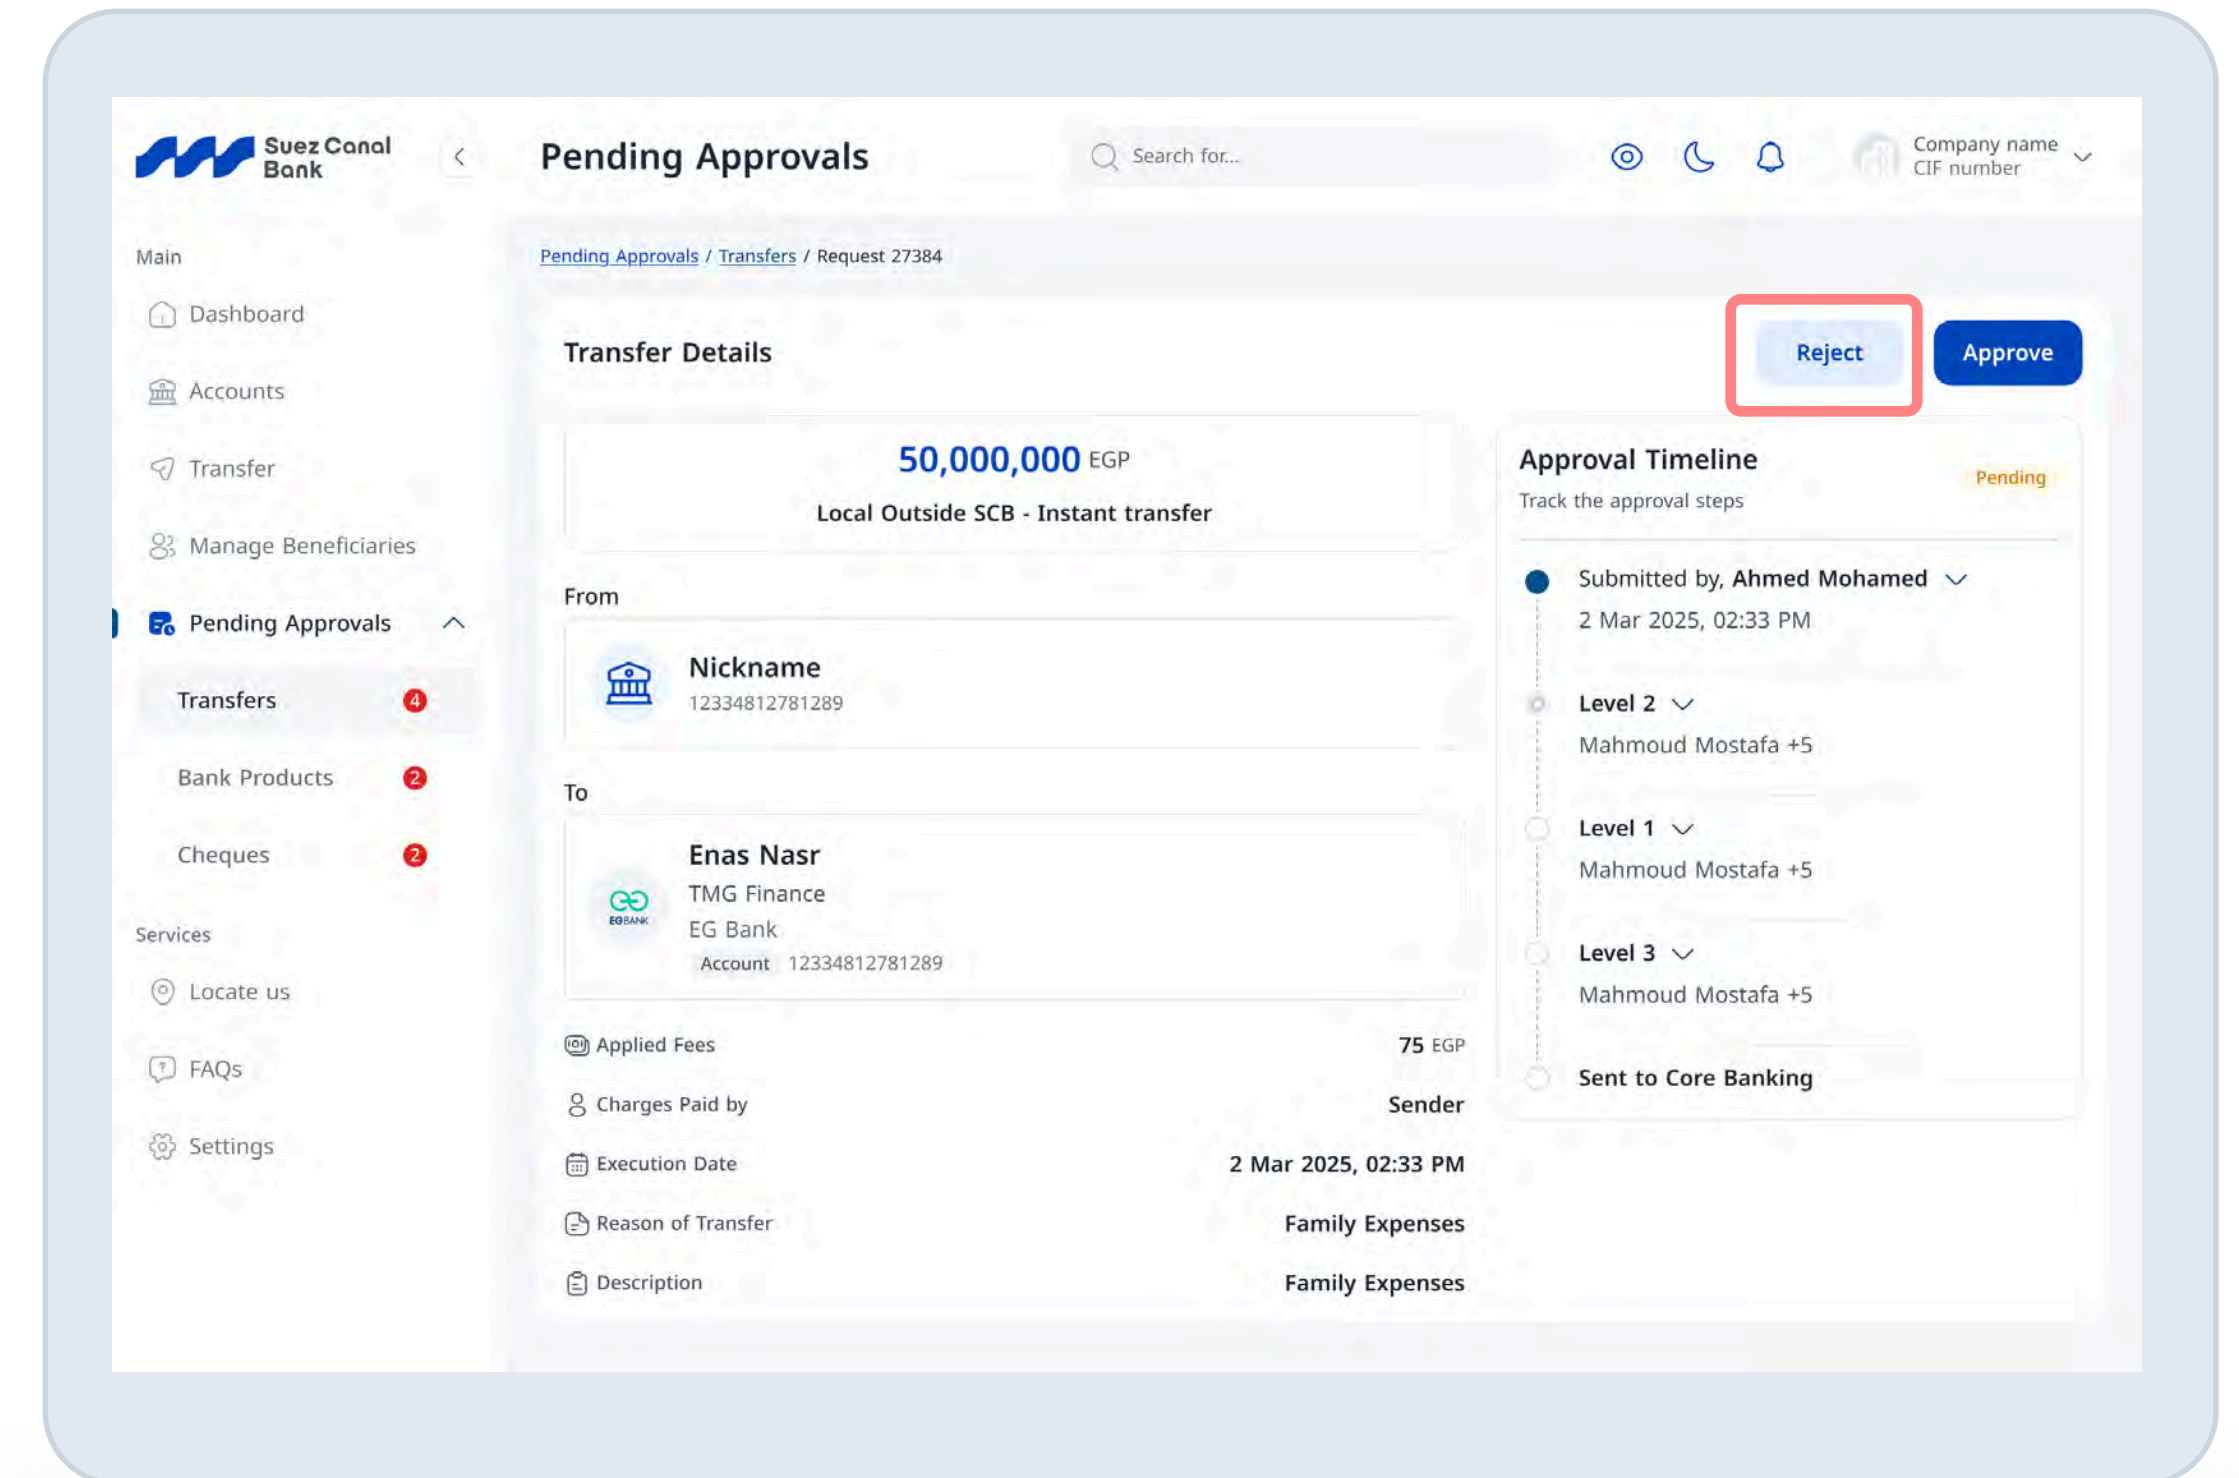 Suez Canal
Bank
Pending Approvals
Search for...
Company name
CIF number
Main
Dashboard
Accounts
Transfer
Manage Beneficiaries
Pending Approvals
Transfers 4
Bank Products 2
Cheques 2
Services
Locate us
FAQs
Settings
Pending Approvals / Transfers / Request 27384
Transfer Details
Reject
Approve
50,000,000 EGP
Local Outside SCB - Instant transfer
From
Nickname
12334812781289
To
EGBANK
Enas Nasr
TMG Finance
EG Bank
Account 12334812781289
Applied Fees 75 EGP
Charges Paid by Sender
Execution Date 2 Mar 2025, 02:33 PM
Reason of Transfer Family Expenses
Description Family Expenses
Approval Timeline
Pending
Track the approval steps
Submitted by, Ahmed Mohamed
2 Mar 2025, 02:33 PM
Level 2
Mahmoud Mostafa +5
Level 1
Mahmoud Mostafa +5
Level 3
Mahmoud Mostafa +5
Sent to Core Banking